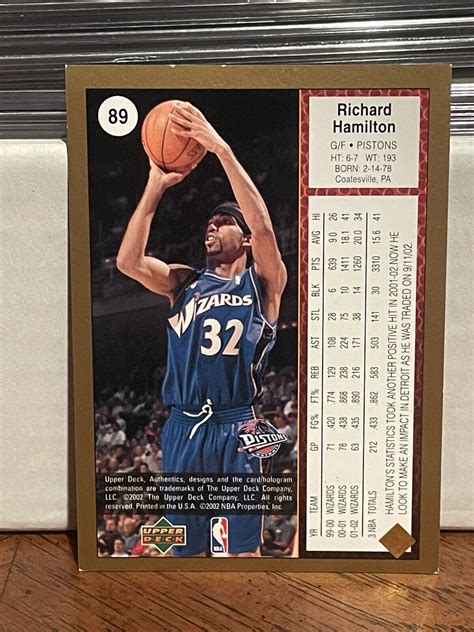 89
Richard
Hamilton
G/F • PISTONS
HT: 6-7 WT: 193
BORN: 2-14-78
Coatesville, PA
WIZARDS
32
PISTONS
YR TEAM GP FG% FT% REB AST STL BLK PTS AVG HI
99-00 WIZARDS 71 .420 .774 129 108 28 6 639 9.0 26
00-01 WIZARDS 78 .438 .868 238 224 10 1411 18.1 41
01-02 WIZARDS 63 .435 .890 216 171 38 14 1260 20.0 34
3 NBA TOTALS 212 .433 583 503 141 30 3310 15.6 41
HAMILTON'S STATISTICS TOOK ANOTHER POSITIVE HIT IN 2001-02. NOW HE
LOOK TO MAKE AN IMPACT IN DETROIT AS HE WAS TRADED ON 9/11/02.
Upper Deck, Authentics, designs and the card/hologram
combination are trademarks of The Upper Deck Company,
LLC. ©2002 The Upper Deck Company, LLC. All rights
reserved. Printed in the U.S.A. ©2002 NBA Properties, Inc.
UPPER
DECK
NBA